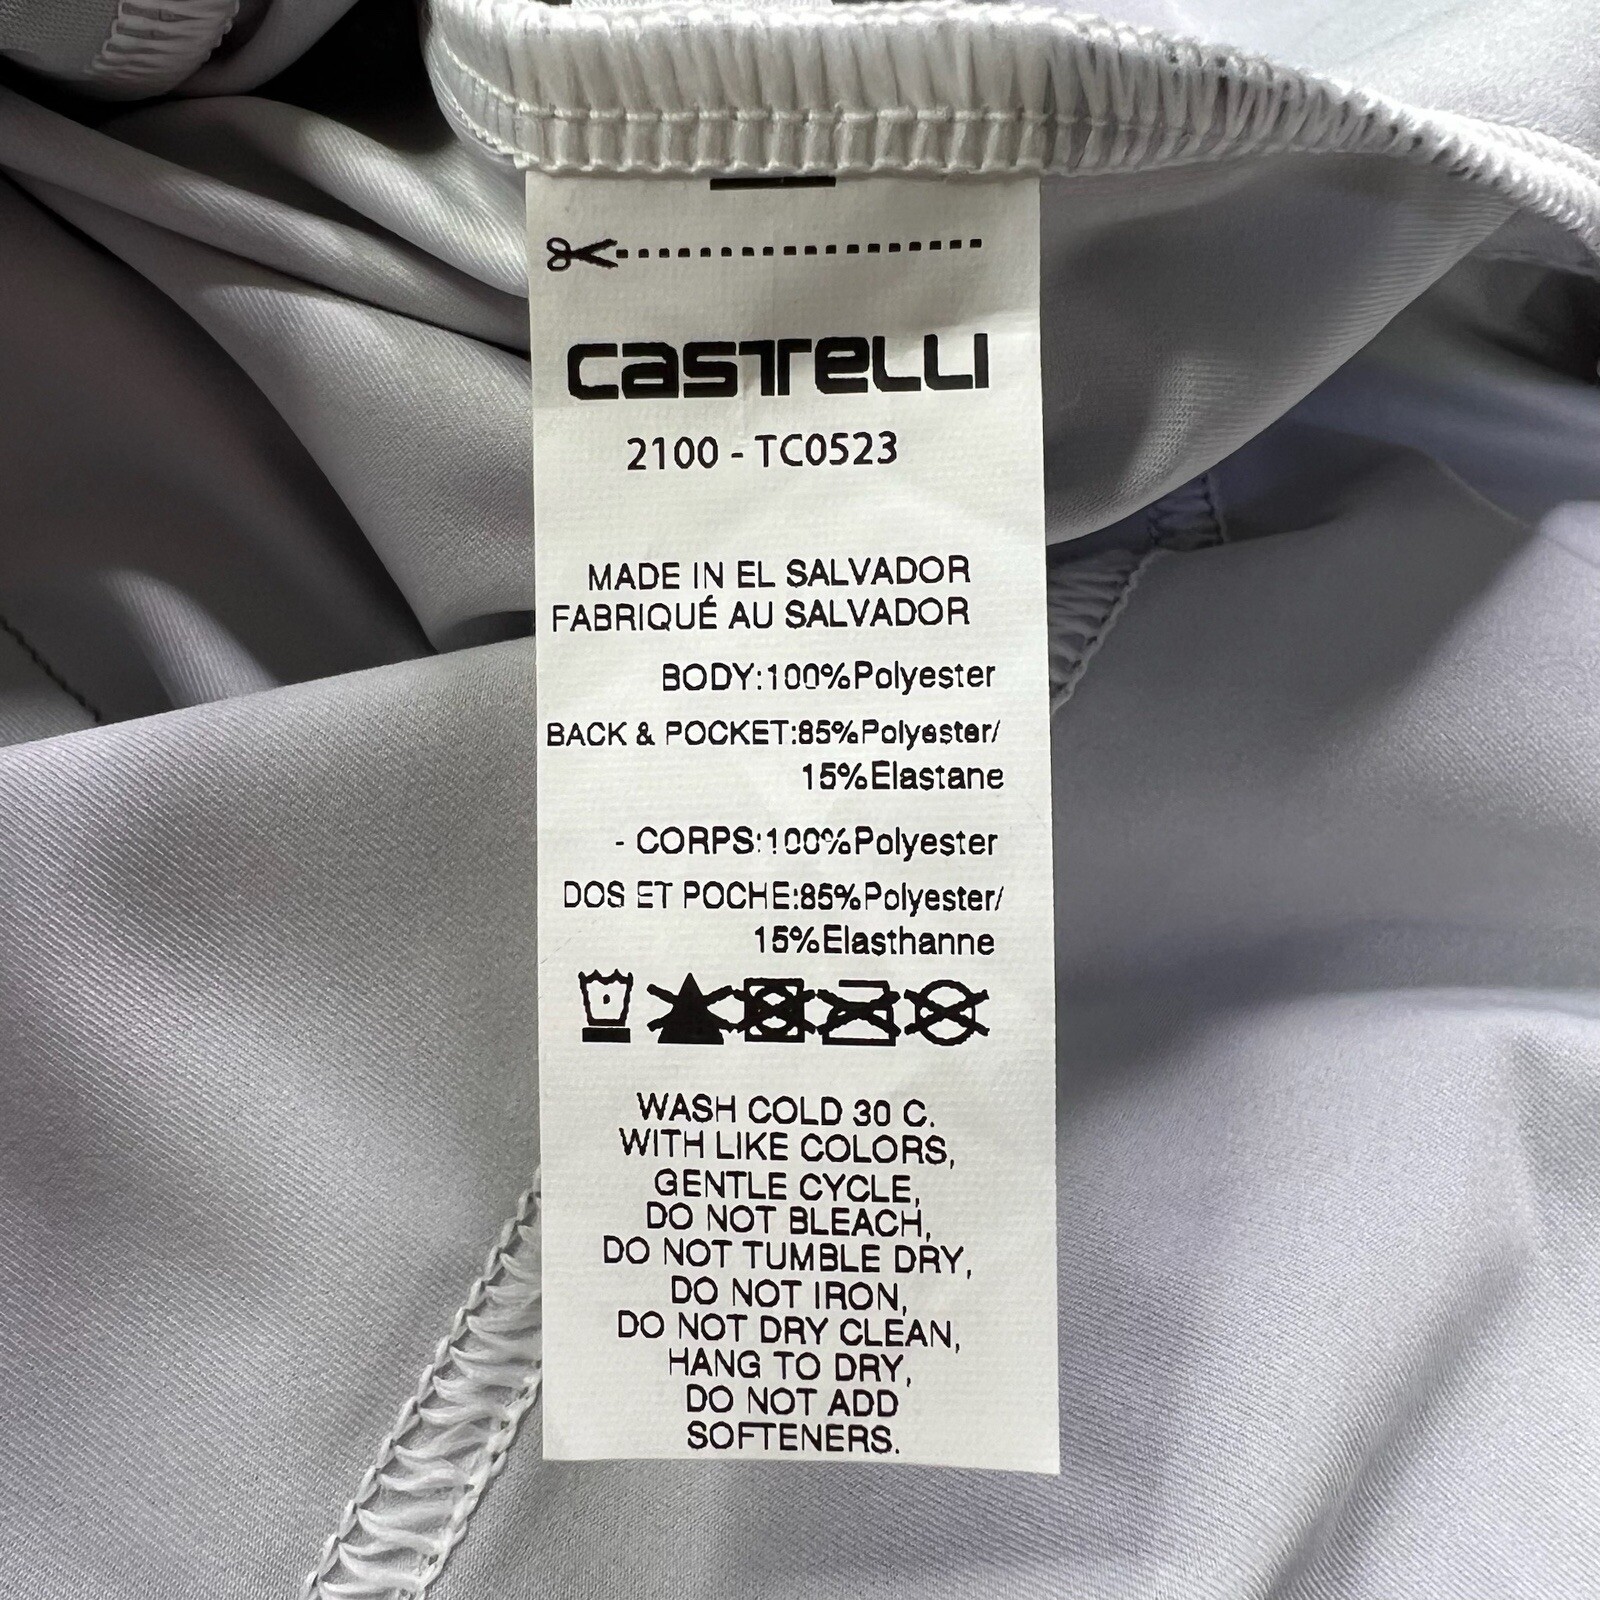 CASTELLI
2100 - TC0523
MADE IN EL SALVADOR
FABRIQUÉ AU SALVADOR
BODY:100%Polyester
BACK & POCKET:85%Polyester/
15%Elastane
- CORPS:100%Polyester
DOS ET POCHE:85%Polyester/
15%Elasthanne
WASH COLD 30 C.
WITH LIKE COLORS,
GENTLE CYCLE,
DO NOT BLEACH,
DO NOT TUMBLE DRY,
DO NOT IRON,
DO NOT DRY CLEAN,
HANG TO DRY,
DO NOT ADD
SOFTENERS.